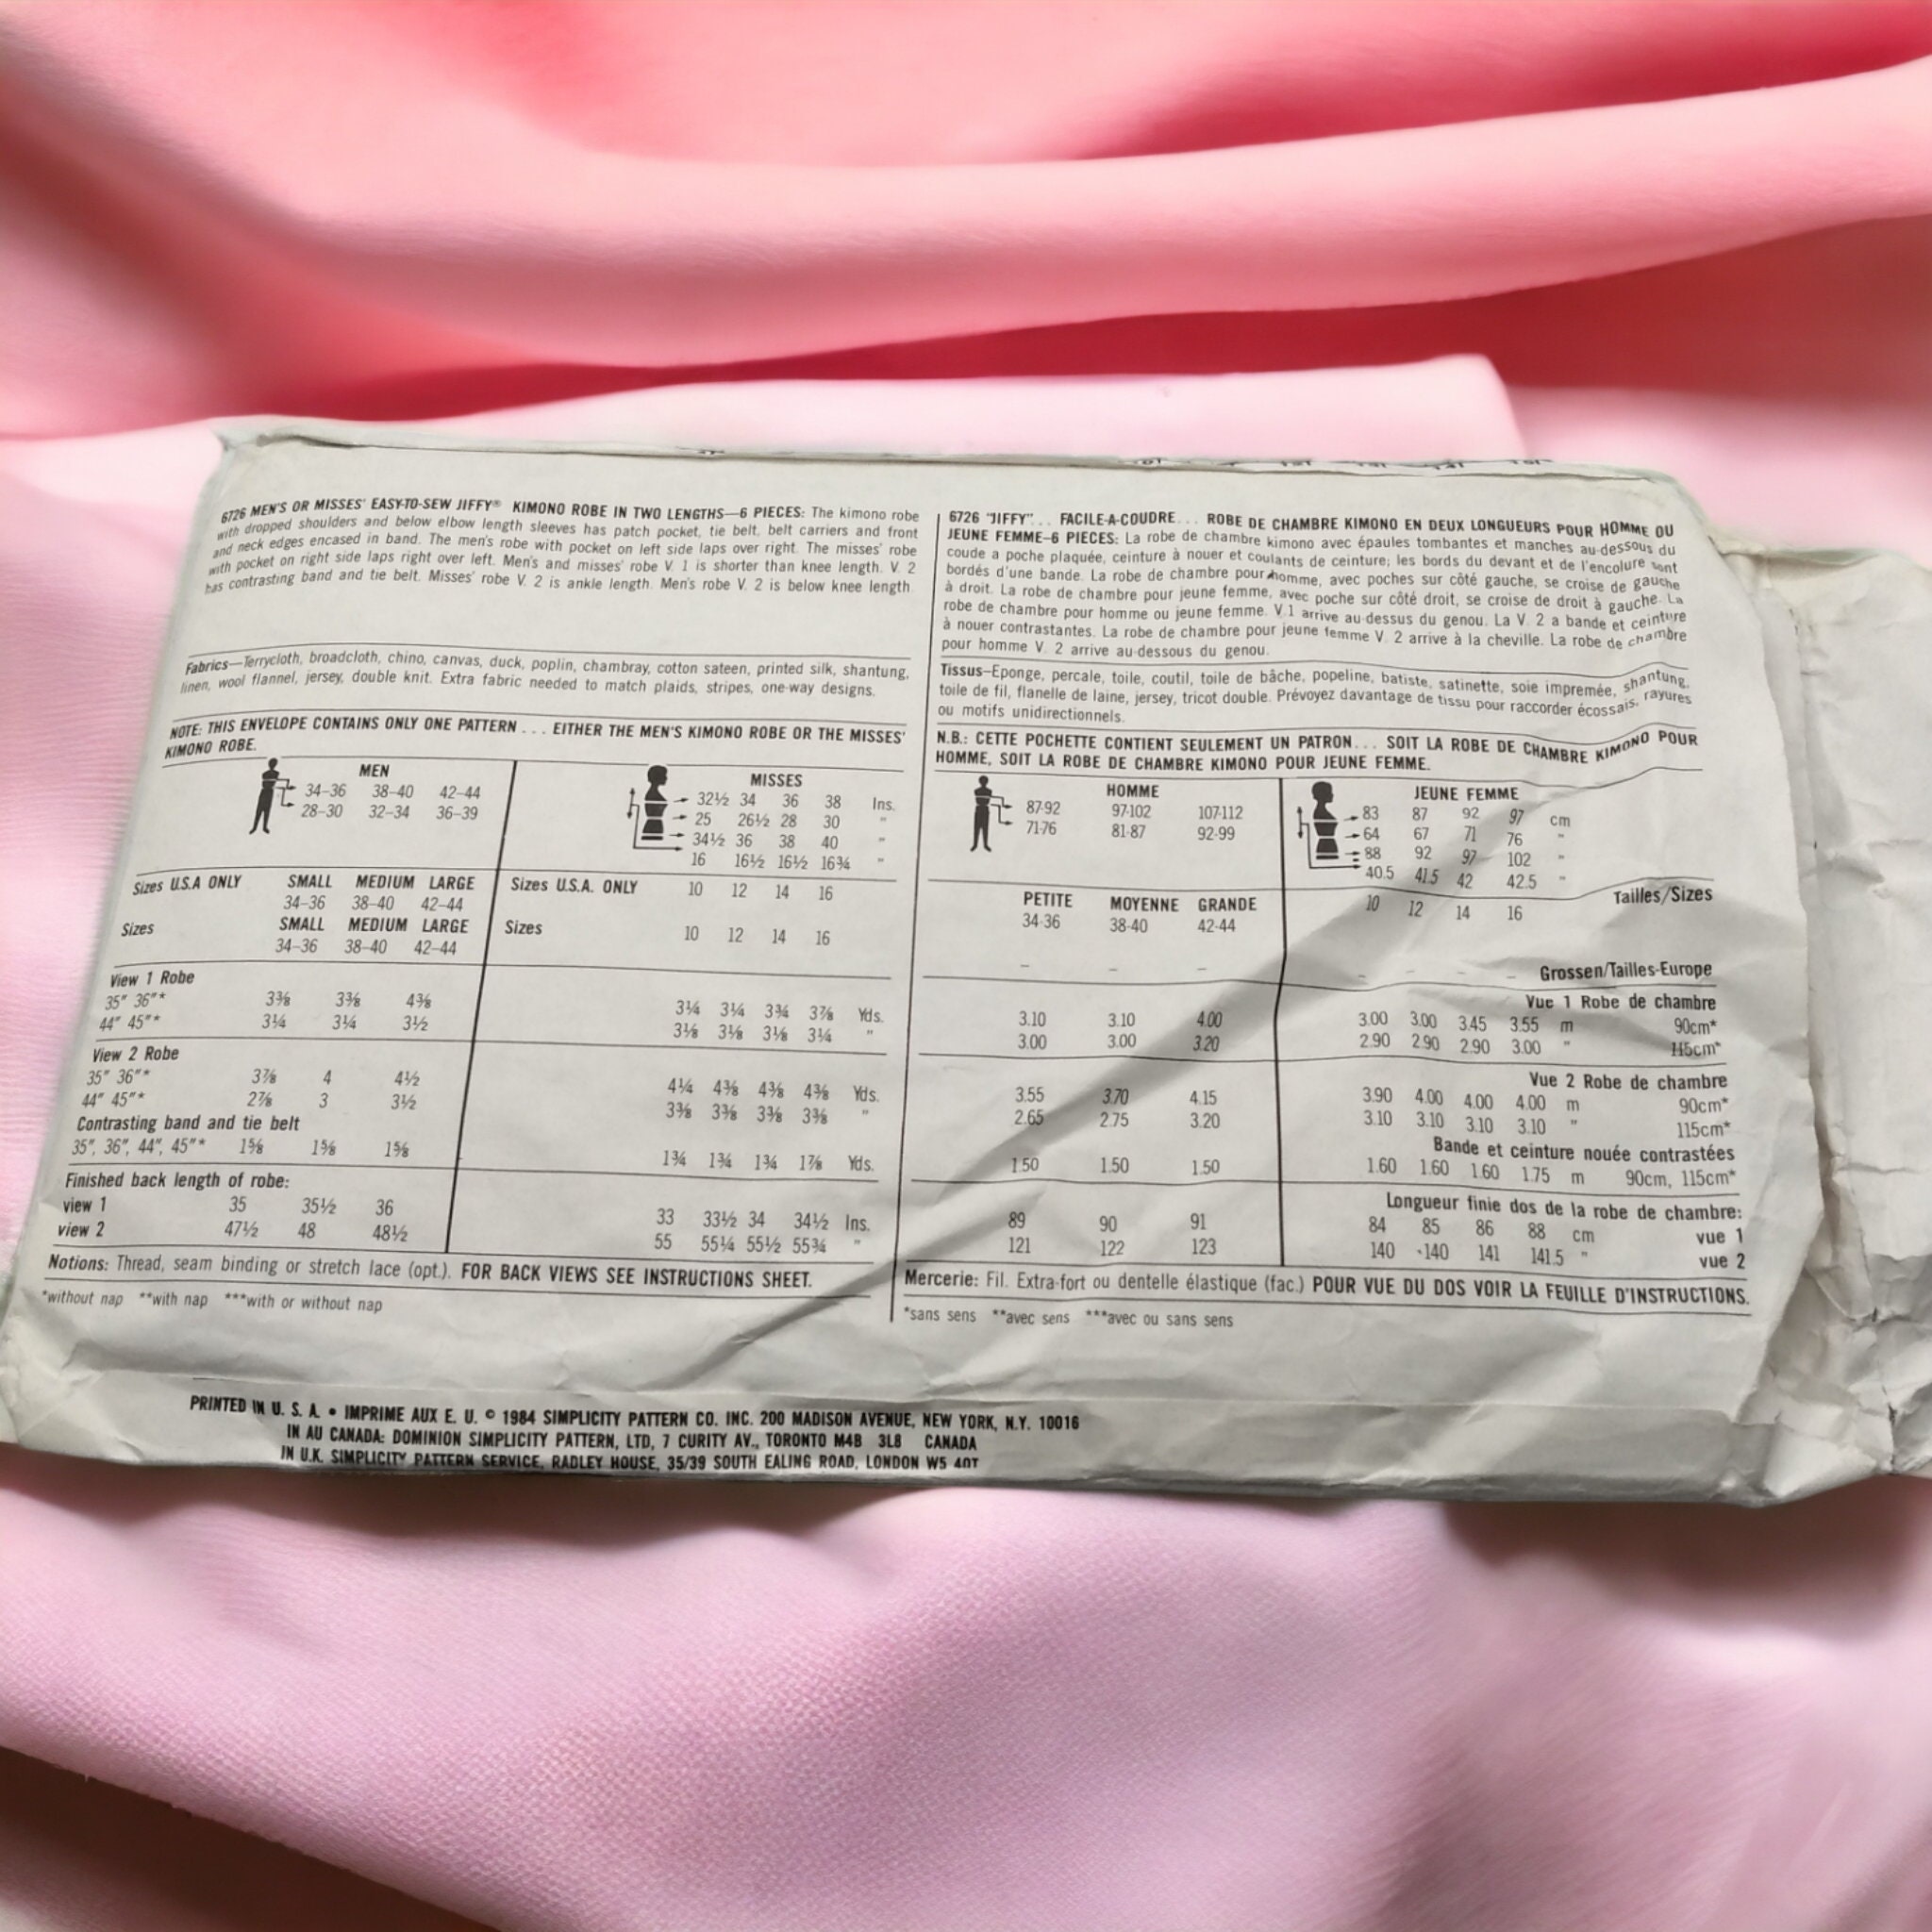 6726 MEN'S OR MISSES' EASY-TO-SEW JIFFY® KIMONO ROBE IN TWO LENGTHS—6 PIECES: The kimono robe
with dropped shoulders and below elbow length sleeves has patch pocket, tie belt, belt carriers and front
and neck edges encased in band. The men's robe with pocket on left side laps over right. The misses' robe
with pocket on right side laps right over left. Men's and misses' robe V. 1 is shorter than knee length. V. 2
has contrasting band and tie belt. Misses' robe V. 2 is ankle length. Men's robe V. 2 is below knee length.
Fabrics—Terrycloth, broadcloth, chino, canvas, duck, poplin, chambray, cotton sateen, printed silk, shantung,
linen, wool flannel, jersey, double knit. Extra fabric needed to match plaids, stripes, one-way designs.
NOTE: THIS ENVELOPE CONTAINS ONLY ONE PATTERN . . . EITHER THE MEN'S KIMONO ROBE OR THE MISSES'
KIMONO ROBE.
MEN
34–36 38–40 42–44
28–30 32–34 36–39
MISSES
32½ 34 36 38 Ins.
25 26½ 28 30 "
34½ 36 38 40 "
16 16½ 16½ 16¾ "
Sizes U.S.A ONLY SMALL MEDIUM LARGE
34–36 38–40 42–44
Sizes SMALL MEDIUM LARGE
34–36 38–40 42–44
Sizes U.S.A. ONLY 10 12 14 16
Sizes 10 12 14 16
View 1 Robe
35" 36"* 3⅜ 3⅜ 4⅜ 3¼ 3¼ 3¾ 3⅞ Yds.
44" 45"* 3¼ 3¼ 3½ 3⅛ 3⅛ 3⅛ 3¼ "
View 2 Robe
35" 36"* 3⅞ 4 4½ 4¼ 4⅜ 4⅜ 4⅜ Yds.
44" 45"* 2⅞ 3 3½ 3⅜ 3⅜ 3⅜ 3⅜ "
Contrasting band and tie belt
35", 36", 44", 45"* 1⅝ 1⅝ 1⅝ 1¾ 1¾ 1¾ 1⅞ Yds.
Finished back length of robe:
view 1 35 35½ 36 33 33½ 34 34½ Ins.
view 2 47½ 48 48½ 55 55¼ 55½ 55¾ "
Notions: Thread, seam binding or stretch lace (opt.). FOR BACK VIEWS SEE INSTRUCTIONS SHEET.
*without nap **with nap ***with or without nap
6726 "JIFFY". . . FACILE-A-COUDRE. . . ROBE DE CHAMBRE KIMONO EN DEUX LONGUEURS POUR HOMME OU
JEUNE FEMME–6 PIECES: La robe de chambre kimono avec épaules tombantes et manches au-dessous du
coude a poche plaquée, ceinture à nouer et coulants de ceinture; les bords du devant et de l'encolure sont
bordés d'une bande. La robe de chambre pour homme, avec poches sur côté gauche, se croise de gauche
à droit. La robe de chambre pour jeune femme, avec poche sur côté droit, se croise de droit à gauche. La
robe de chambre pour homme ou jeune femme. V.1 arrive au-dessus du genou. La V. 2 a bande et ceinture
à nouer contrastantes. La robe de chambre pour jeune femme V. 2 arrive à la cheville. La robe de chambre
pour homme V. 2 arrive au-dessous du genou.
Tissus–Eponge, percale, toile, coutil, toile de bâche, popeline, batiste, satinette, soie impremée, shantung,
toile de fil, flanelle de laine, jersey, tricot double. Prévoyez davantage de tissu pour raccorder écossais, rayures
ou motifs unidirectionnels.
N.B.: CETTE POCHETTE CONTIENT SEULEMENT UN PATRON. . . SOIT LA ROBE DE CHAMBRE KIMONO POUR
HOMME, SOIT LA ROBE DE CHAMBRE KIMONO POUR JEUNE FEMME.
HOMME
87-92 97-102 107-112
71-76 81-87 92-99
JEUNE FEMME
83 87 92 97 cm
64 67 71 76 "
88 92 97 102 "
40.5 41.5 42 42.5 "
PETITE MOYENNE GRANDE 10 12 14 16 Tailles/Sizes
34-36 38-40 42-44
– – – – – – – Grossen/Tailles-Europe
Vue 1 Robe de chambre
3.10 3.10 4.00 3.00 3.00 3.45 3.55 m 90cm*
3.00 3.00 3.20 2.90 2.90 2.90 3.00 " 115cm*
Vue 2 Robe de chambre
3.55 3.70 4.15 3.90 4.00 4.00 4.00 m 90cm*
2.65 2.75 3.20 3.10 3.10 3.10 3.10 " 115cm*
Bande et ceinture nouée contrastées
1.50 1.50 1.50 1.60 1.60 1.60 1.75 m 90cm, 115cm*
Longueur finie dos de la robe de chambre:
89 90 91 84 85 86 88 cm vue 1
121 122 123 140 140 141 141.5 " vue 2
Mercerie: Fil. Extra-fort ou dentelle élastique (fac.) POUR VUE DU DOS VOIR LA FEUILLE D'INSTRUCTIONS.
*sans sens **avec sens ***avec ou sans sens
PRINTED IN U. S. A. • IMPRIME AUX E. U. © 1984 SIMPLICITY PATTERN CO. INC. 200 MADISON AVENUE, NEW YORK, N.Y. 10016
IN AU CANADA: DOMINION SIMPLICITY PATTERN, LTD, 7 CURITY AV., TORONTO M4B 3L8 CANADA
IN U.K. SIMPLICITY PATTERN SERVICE, RADLEY HOUSE, 35/39 SOUTH EALING ROAD, LONDON W5 4QT